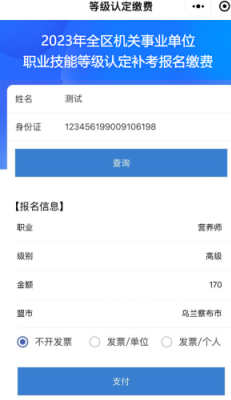 等级认定缴费
2023年全区机关事业单位
职业技能等级认定补考报名缴费
姓名 测试
身份证 123456199009106198
查询
【报名信息】
职业 营养师
级别 高级
金额 170
盟市 乌兰察布市
不开发票 发票/单位 发票/个人
支付